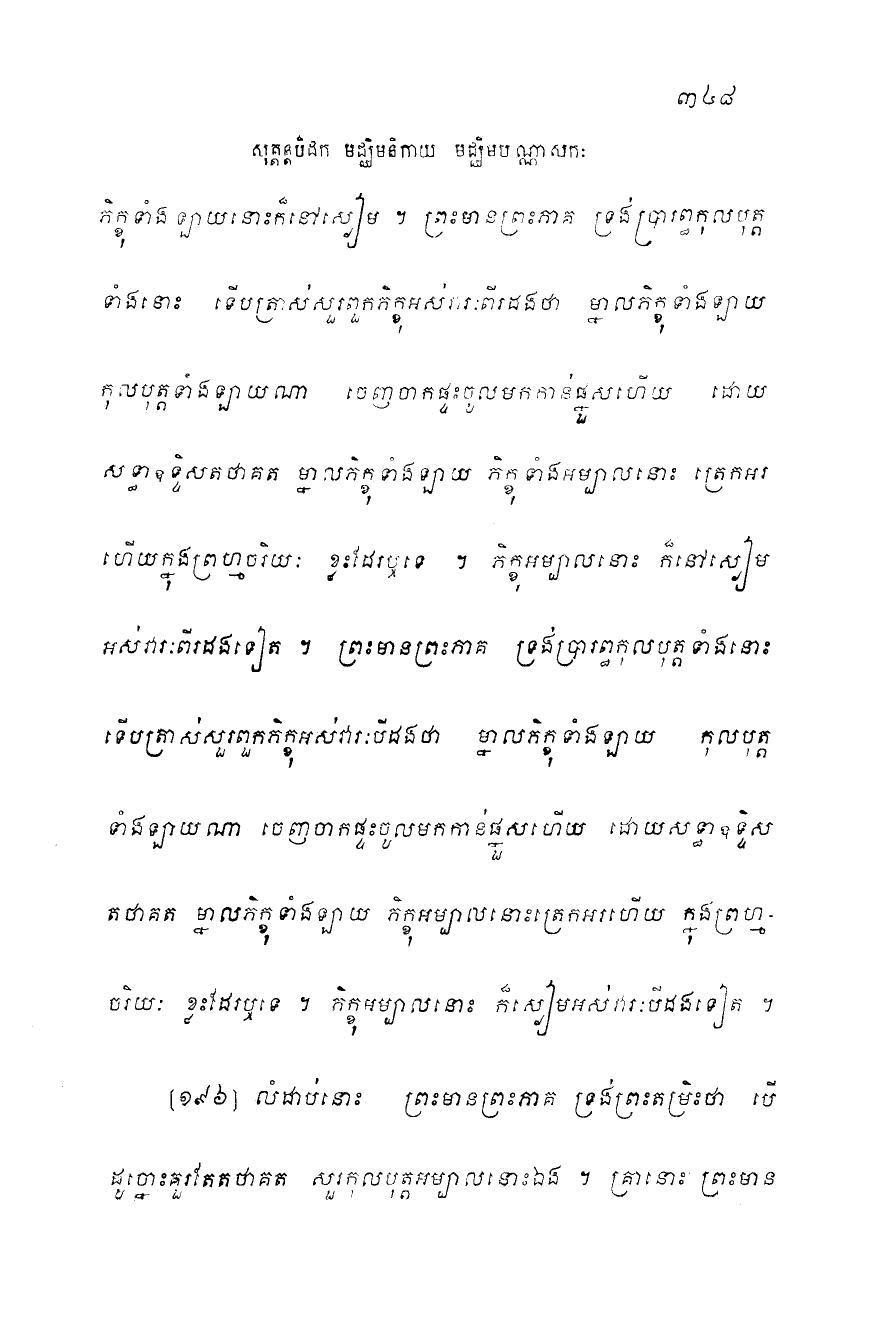 ៣៤៨
សុត្តន្តបិដក មជ្ឈិមនិកាយ មជ្ឈិមបណ្ណាសកៈ
ភិក្ខុទាំងឡាយនោះក៏នៅស្ងៀម ។ ព្រះមានព្រះភាគ ទ្រង់ប្រារព្ធកុលបុត្ត
ទាំងនោះ ទើបត្រាស់សួរពួកភិក្ខុអស់វារៈពីរដងថា ម្នាលភិក្ខុទាំងឡាយ
កុលបុត្តទាំងឡាយណា ចេញចាកផ្ទះចូលមកកាន់ផ្នួសហើយ ដោយ
សទ្ធាឧទ្ទិសតថាគត ម្នាលភិក្ខុទាំងឡាយ ភិក្ខុទាំងអម្បាលនោះ ត្រេកអរ
ហើយក្នុងព្រហ្មចរិយៈ ខ្លះដែរឬទេ ។ ភិក្ខុអម្បាលនោះ ក៏នៅស្ងៀម
អស់វារៈពីរដងទៀត ។ ព្រះមានព្រះភាគ ទ្រង់ប្រារព្ធកុលបុត្តទាំងនោះ
ទើបត្រាស់សួរពួកភិក្ខុអស់វារៈបីដងថា ម្នាលភិក្ខុទាំងឡាយ កុលបុត្ត
ទាំងឡាយណា ចេញចាកផ្ទះចូលមកកាន់ផ្នួសហើយ ដោយសទ្ធាឧទ្ទិស
តថាគត ម្នាលភិក្ខុទាំងឡាយ ភិក្ខុអម្បាលនោះត្រេកអរហើយ ក្នុងព្រហ្ម-
ចរិយៈ ខ្លះដែរឬទេ ។ ភិក្ខុអម្បាលនោះ ក៏ស្ងៀមអស់វារៈបីដងទៀត ។
[១៩៦] លំដាប់នោះ ព្រះមានព្រះភាគ ទ្រង់ព្រះតម្រិះថា បើ
ដូច្នោះគួរតែតថាគត សួរកុលបុត្តអម្បាលនោះឯង ។ គ្រានោះ ព្រះមាន